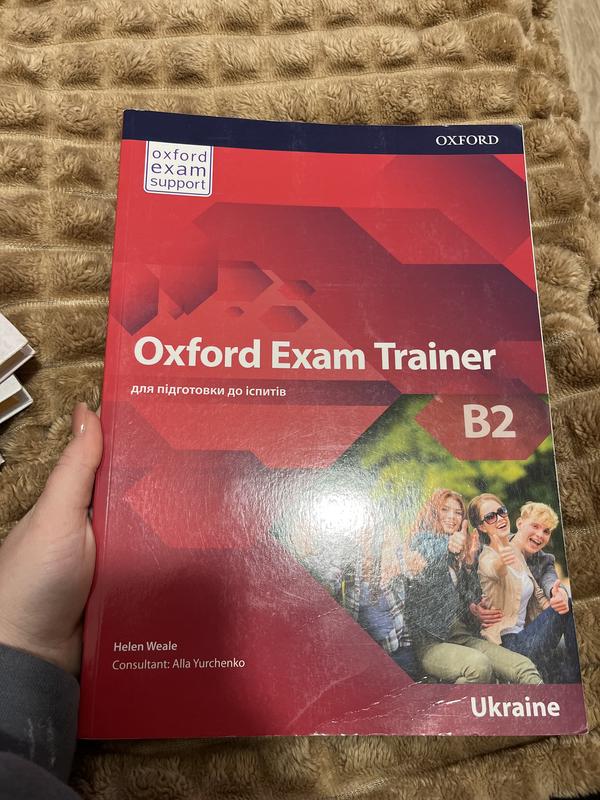 OXFORD
oxford
exam
support
Oxford Exam Trainer
для підготовки до іспитів
B2
Helen Weale
Consultant: Alla Yurchenko
Ukraine